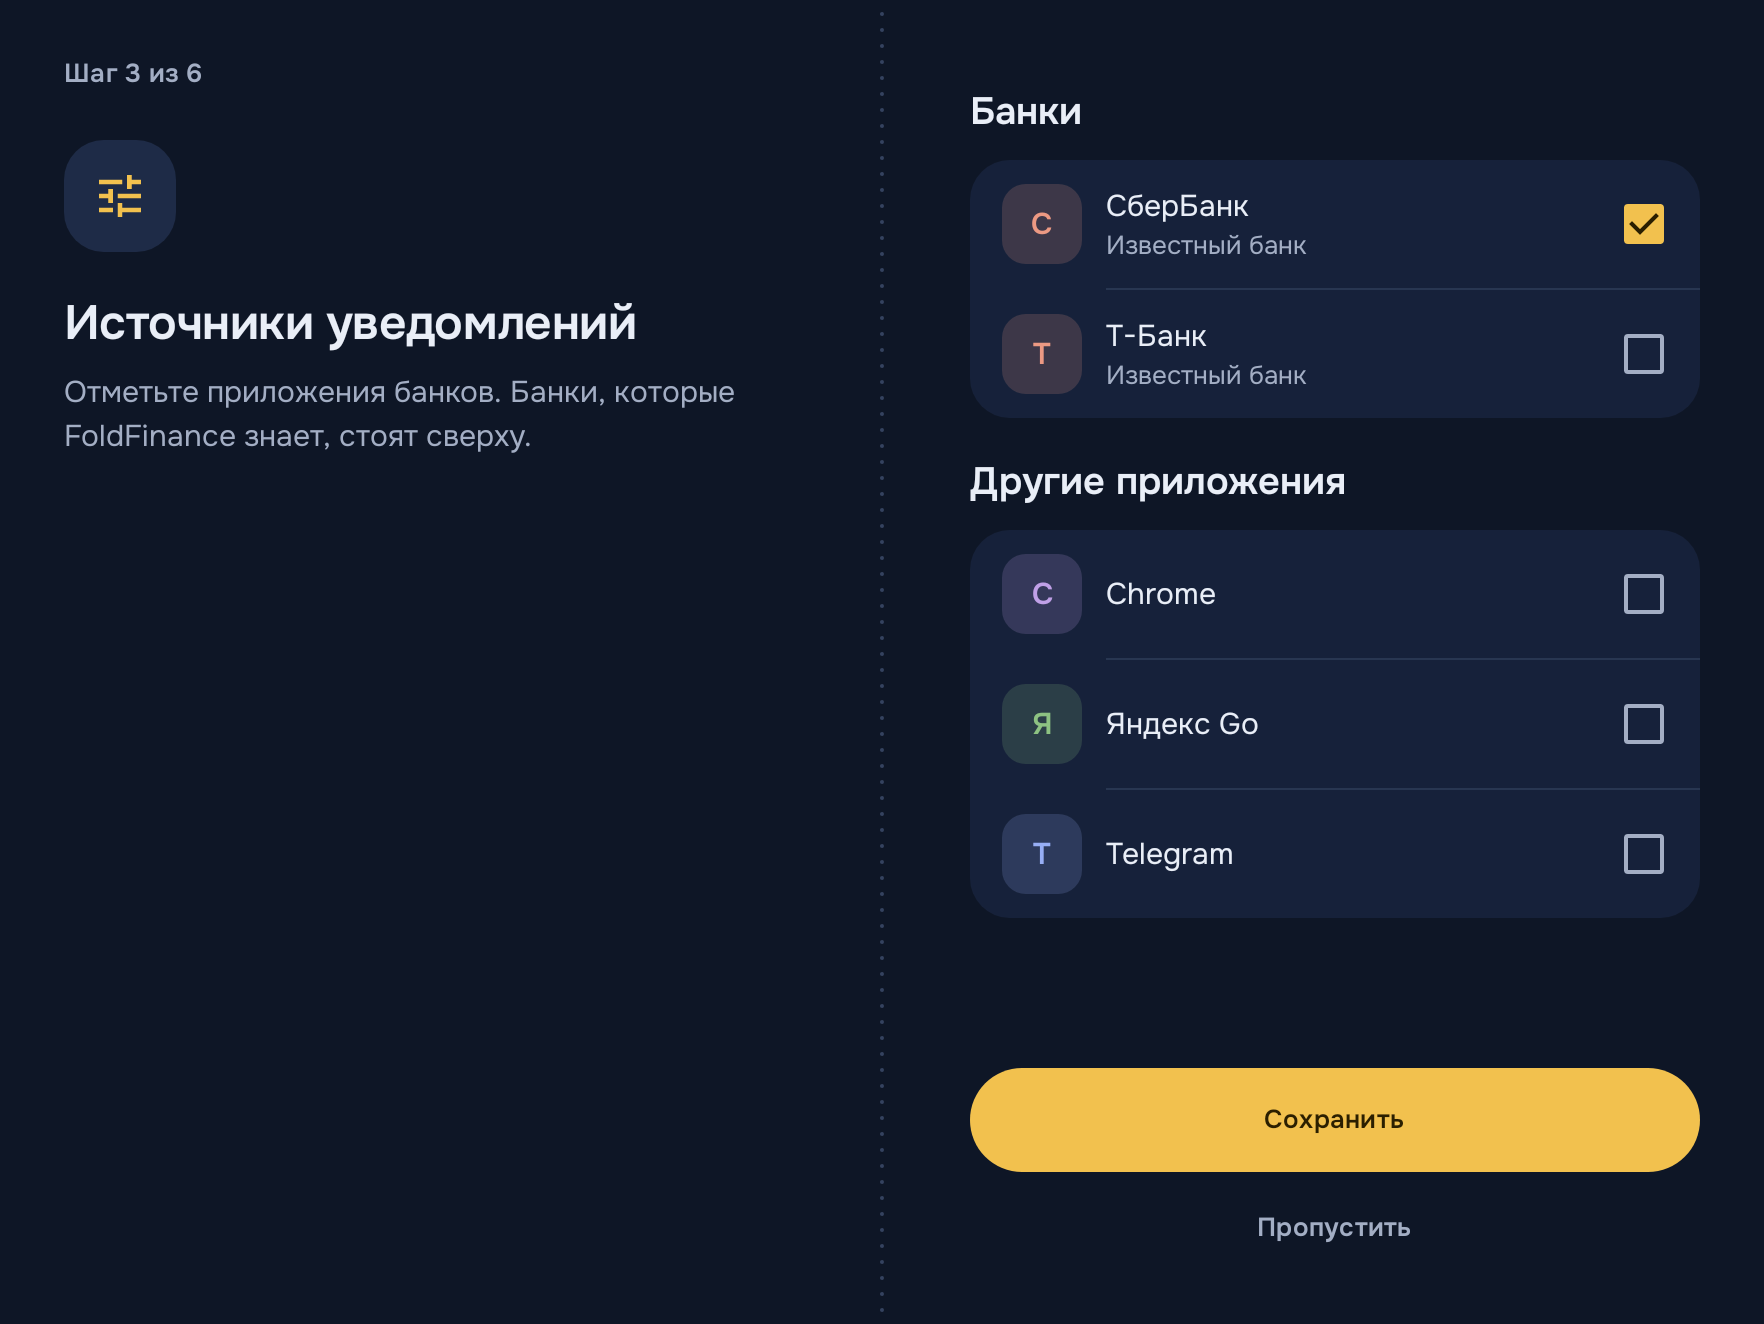 Шаг 3 из 6
Источники уведомлений
Отметьте приложения банков. Банки, которые
FoldFinance знает, стоят сверху.
Банки
С
СберБанк
Известный банк
Т
Т-Банк
Известный банк
Другие приложения
C
Chrome
Я
Яндекс Go
T
Telegram
Сохранить
Пропустить